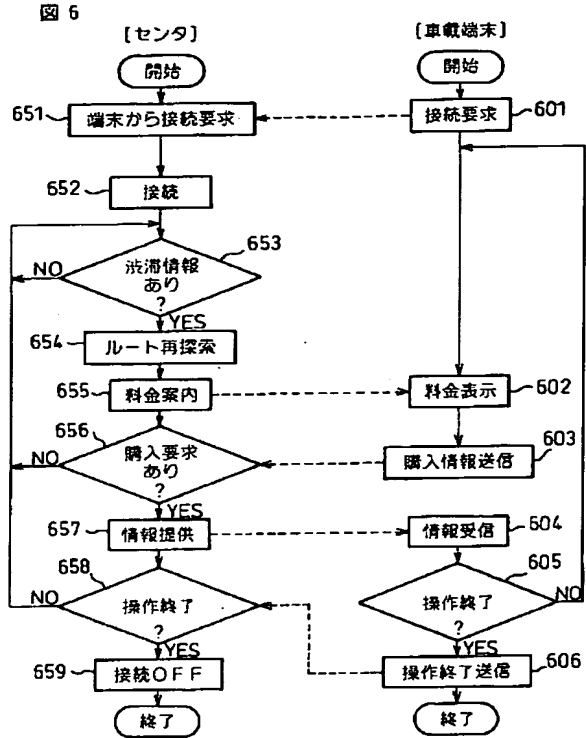 図 6
[センタ]
[車載端末]
開始
開始
651
端末から接続要求
接続要求
601
652
接続
653
NO
渋滞情報
あり
?
YES
654
ルート再探索
655
料金案内
料金表示
602
656
603
NO
購入要求
あり
?
購入情報送信
YES
657
情報提供
情報受信
604
658
605
NO
操作終了
?
操作終了
?
NO
YES
YES
659
接続OFF
操作終了送信
606
終了
終了